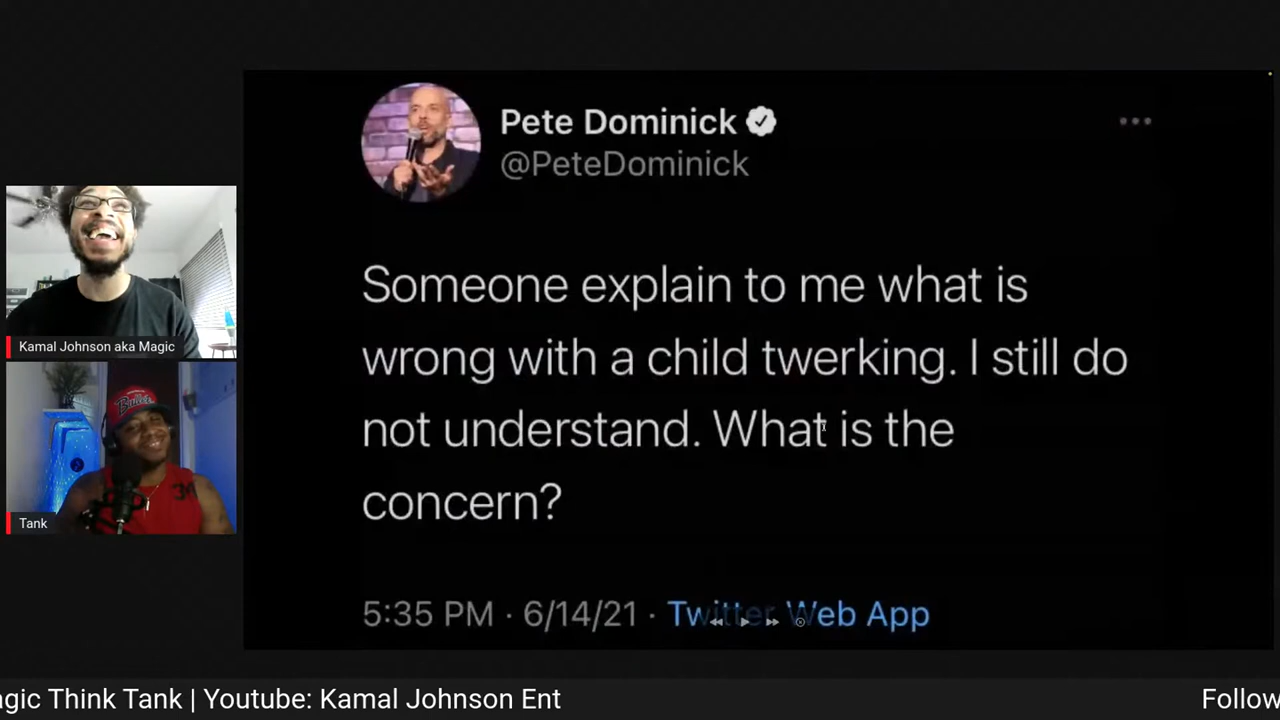 Pete Dominick
@PeteDominick
Someone explain to me what is
wrong with a child twerking. I still do
not understand. What is the
concern?
5:35 PM · 6/14/21 · Twitter Web App
Kamal Johnson aka Magic
Tank
Bullets
agic Think Tank | Youtube: Kamal Johnson Ent
Follow